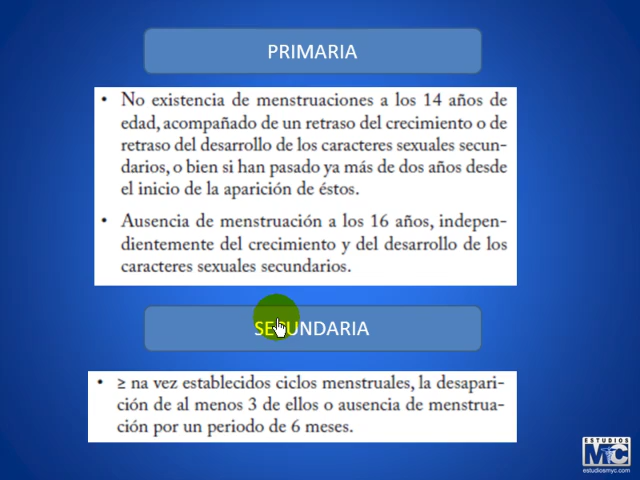 PRIMARIA
• No existencia de menstruaciones a los 14 años de
edad, acompañado de un retraso del crecimiento o de
retraso del desarrollo de los caracteres sexuales secun-
darios, o bien si han pasado ya más de dos años desde
el inicio de la aparición de éstos.
• Ausencia de menstruación a los 16 años, indepen-
dientemente del crecimiento y del desarrollo de los
caracteres sexuales secundarios.
SECUNDARIA
• ≥ na vez establecidos ciclos menstruales, la desapari-
ción de al menos 3 de ellos o ausencia de menstrua-
ción por un periodo de 6 meses.
ESTUDIOS
MyC
estudiosmyc.com